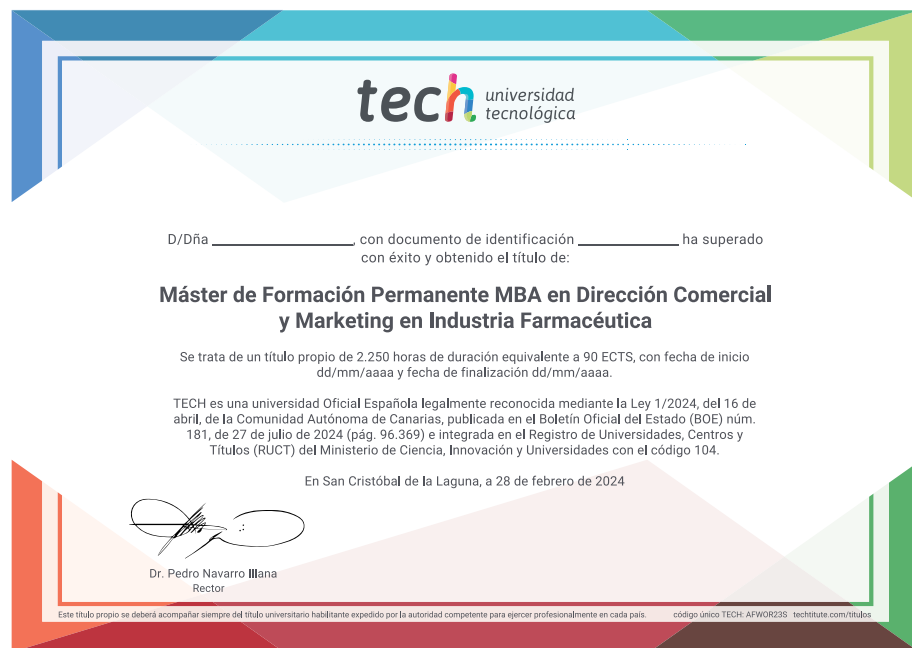 tech universidad
tecnológica
D/Dña ________________, con documento de identificación ____________ ha superado
con éxito y obtenido el título de:
Máster de Formación Permanente MBA en Dirección Comercial
y Marketing en Industria Farmacéutica
Se trata de un título propio de 2.250 horas de duración equivalente a 90 ECTS, con fecha de inicio
dd/mm/aaaa y fecha de finalización dd/mm/aaaa.
TECH es una universidad Oficial Española legalmente reconocida mediante la Ley 1/2024, del 16 de
abril, de la Comunidad Autónoma de Canarias, publicada en el Boletín Oficial del Estado (BOE) núm.
181, de 27 de julio de 2024 (pág. 96.369) e integrada en el Registro de Universidades, Centros y
Títulos (RUCT) del Ministerio de Ciencia, Innovación y Universidades con el código 104.
En San Cristóbal de la Laguna, a 28 de febrero de 2024
Dr. Pedro Navarro Illana
Rector
Este título propio se deberá acompañar siempre del título universitario habilitante expedido por la autoridad competente para ejercer profesionalmente en cada país. código único TECH: AFWOR23S techtitute.com/titulos